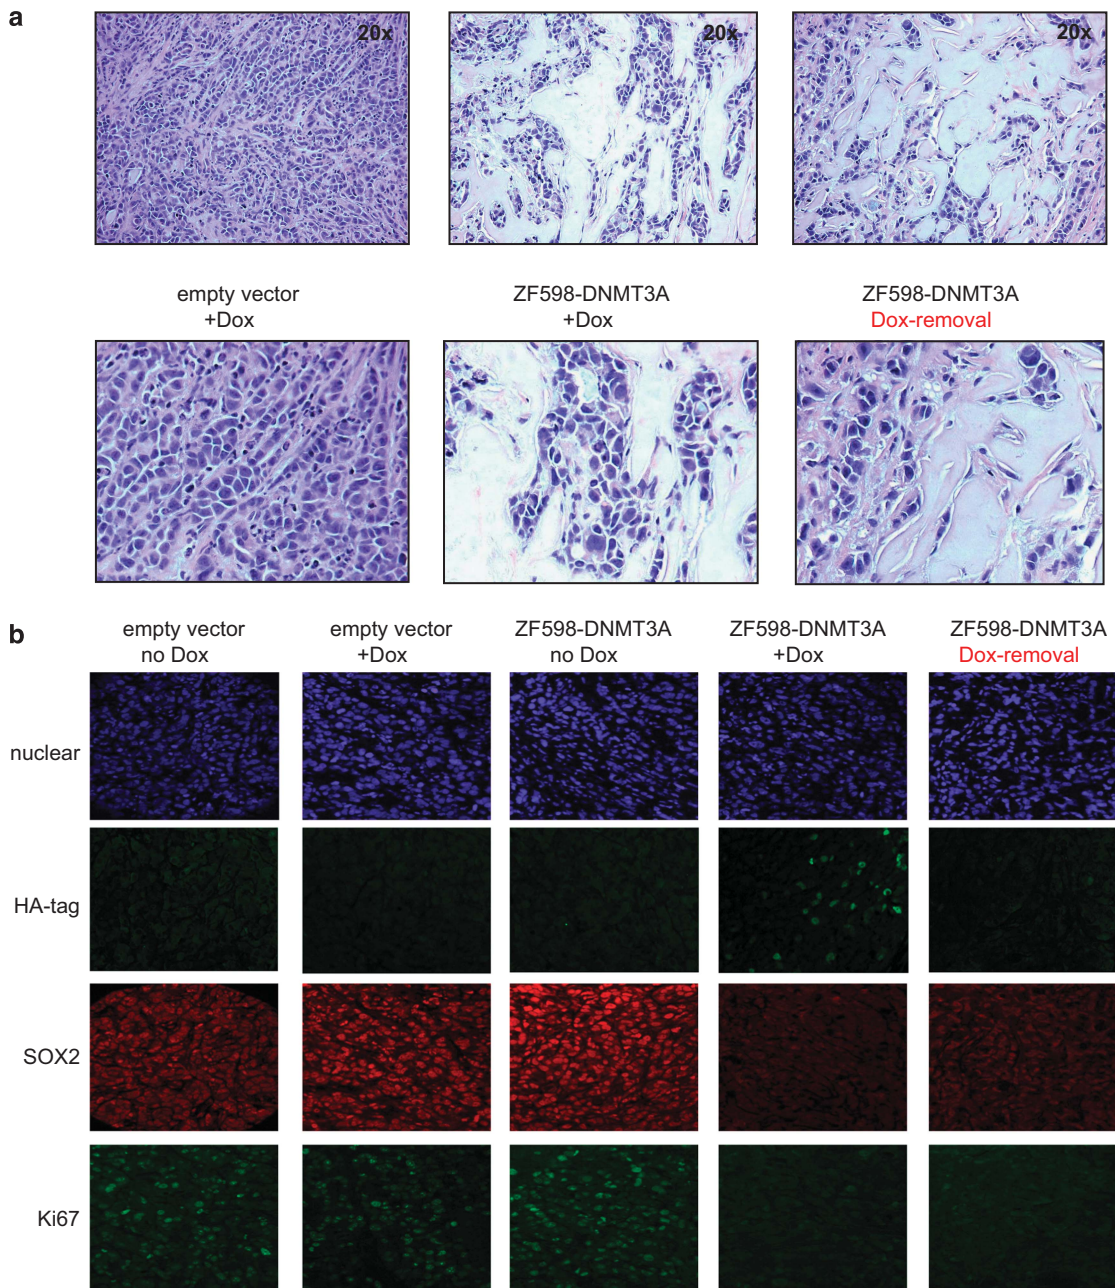 a
20x
20x
20x
empty vector
+Dox
ZF598-DNMT3A
+Dox
ZF598-DNMT3A
Dox-removal
b
empty vector
no Dox
empty vector
+Dox
ZF598-DNMT3A
no Dox
ZF598-DNMT3A
+Dox
ZF598-DNMT3A
Dox-removal
nuclear
HA-tag
SOX2
Ki67